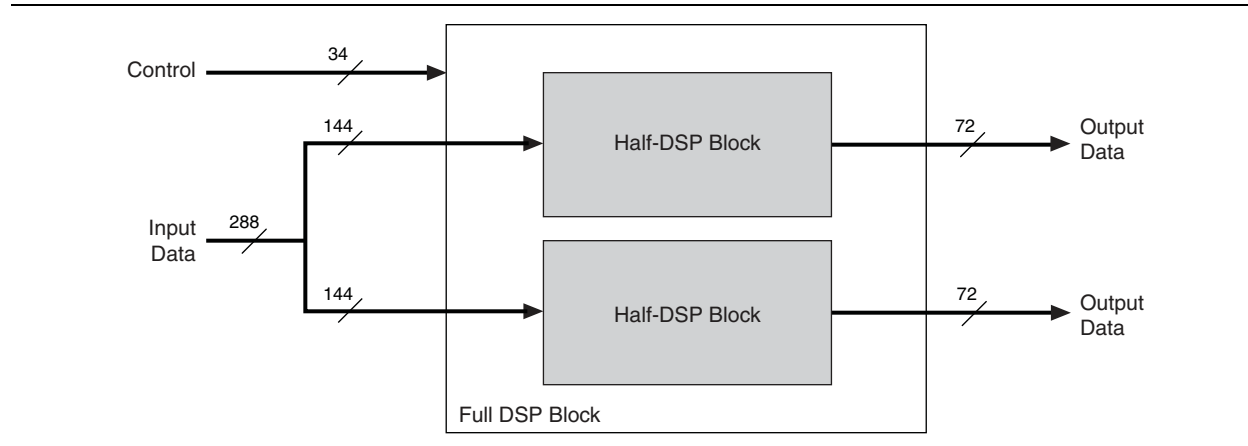 Control
34
144
Half-DSP Block
72
Output
Data
Input
Data
288
144
Half-DSP Block
72
Output
Data
Full DSP Block